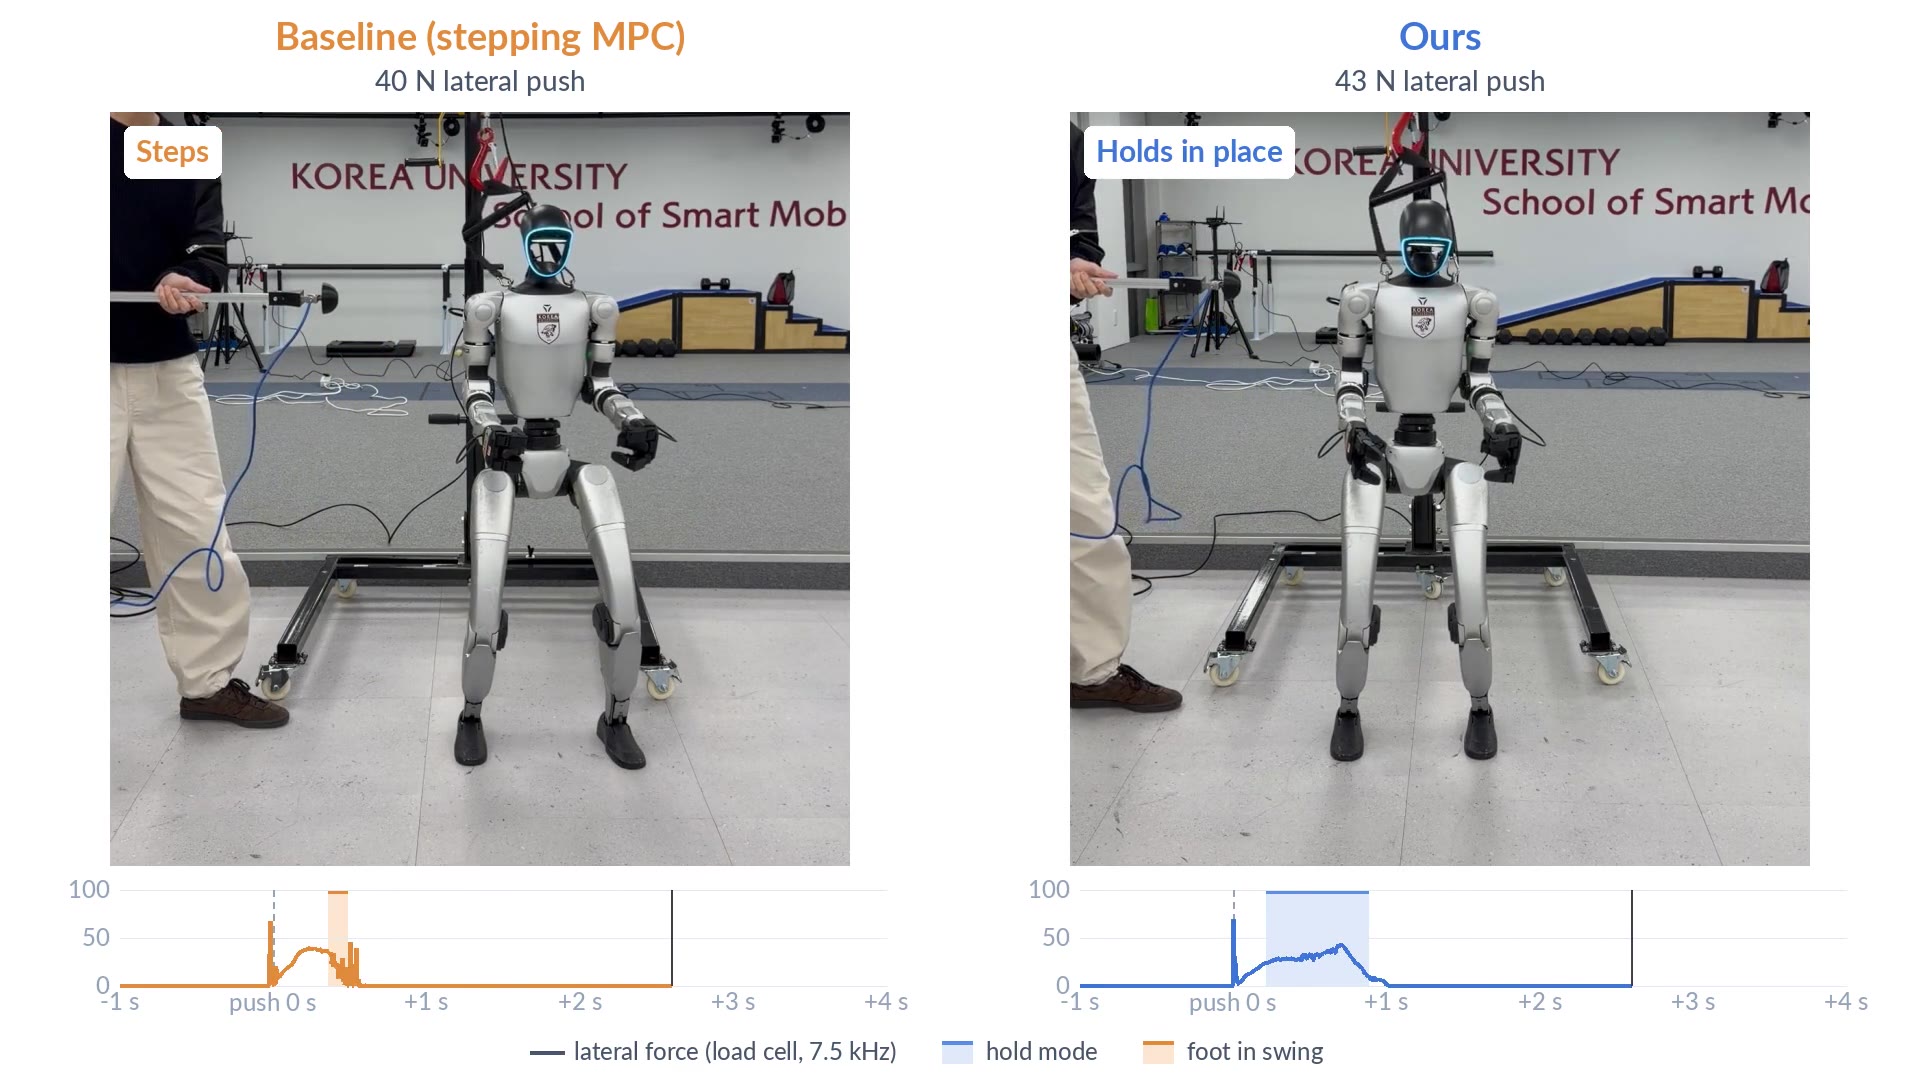 Baseline (stepping MPC)
40 N lateral push
Steps
KOREA UNIVERSITY
School of Smart Mob
KOREA
100
50
0
-1 s
push 0 s
+1 s
+2 s
+3 s
+4 s
Ours
43 N lateral push
Holds in place
KOREA UNIVERSITY
School of Smart Mo
KOREA
100
50
0
-1 s
push 0 s
+1 s
+2 s
+3 s
+4 s
lateral force (load cell, 7.5 kHz)
hold mode
foot in swing